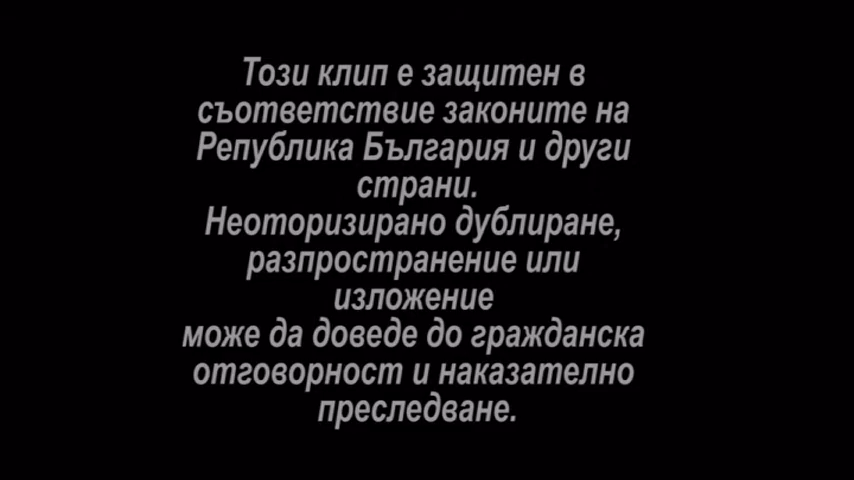 Този клип е защитен в
съответствие законите на
Република България и други
страни.
Неоторизирано дублиране,
разпространение или
изложение
може да доведе до гражданска
отговорност и наказателно
преследване.